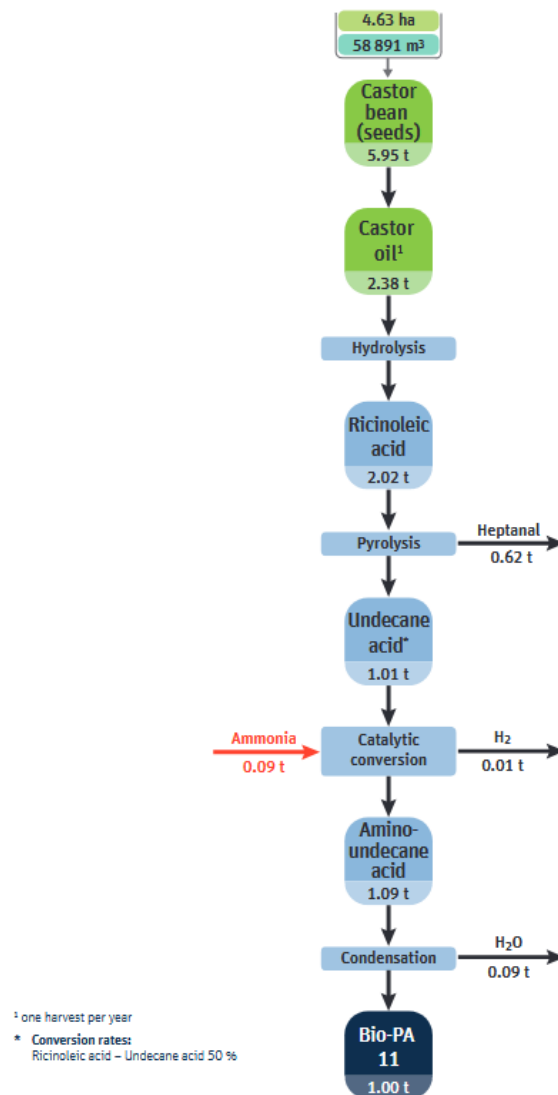 4.63 ha
58 891 m³
Castor
bean
(seeds)
5.95 t
Castor
oil¹
2.38 t
Hydrolysis
Ricinoleic
acid
2.02 t
Pyrolysis
Heptanal
0.62 t
Undecane
acid*
1.01 t
Ammonia
0.09 t
Catalytic
conversion
H₂
0.01 t
Amino-
undecane
acid
1.09 t
Condensation
H₂O
0.09 t
Bio-PA
11
1.00 t
¹ one harvest per year
* Conversion rates:
Ricinoleic acid – Undecane acid 50 %